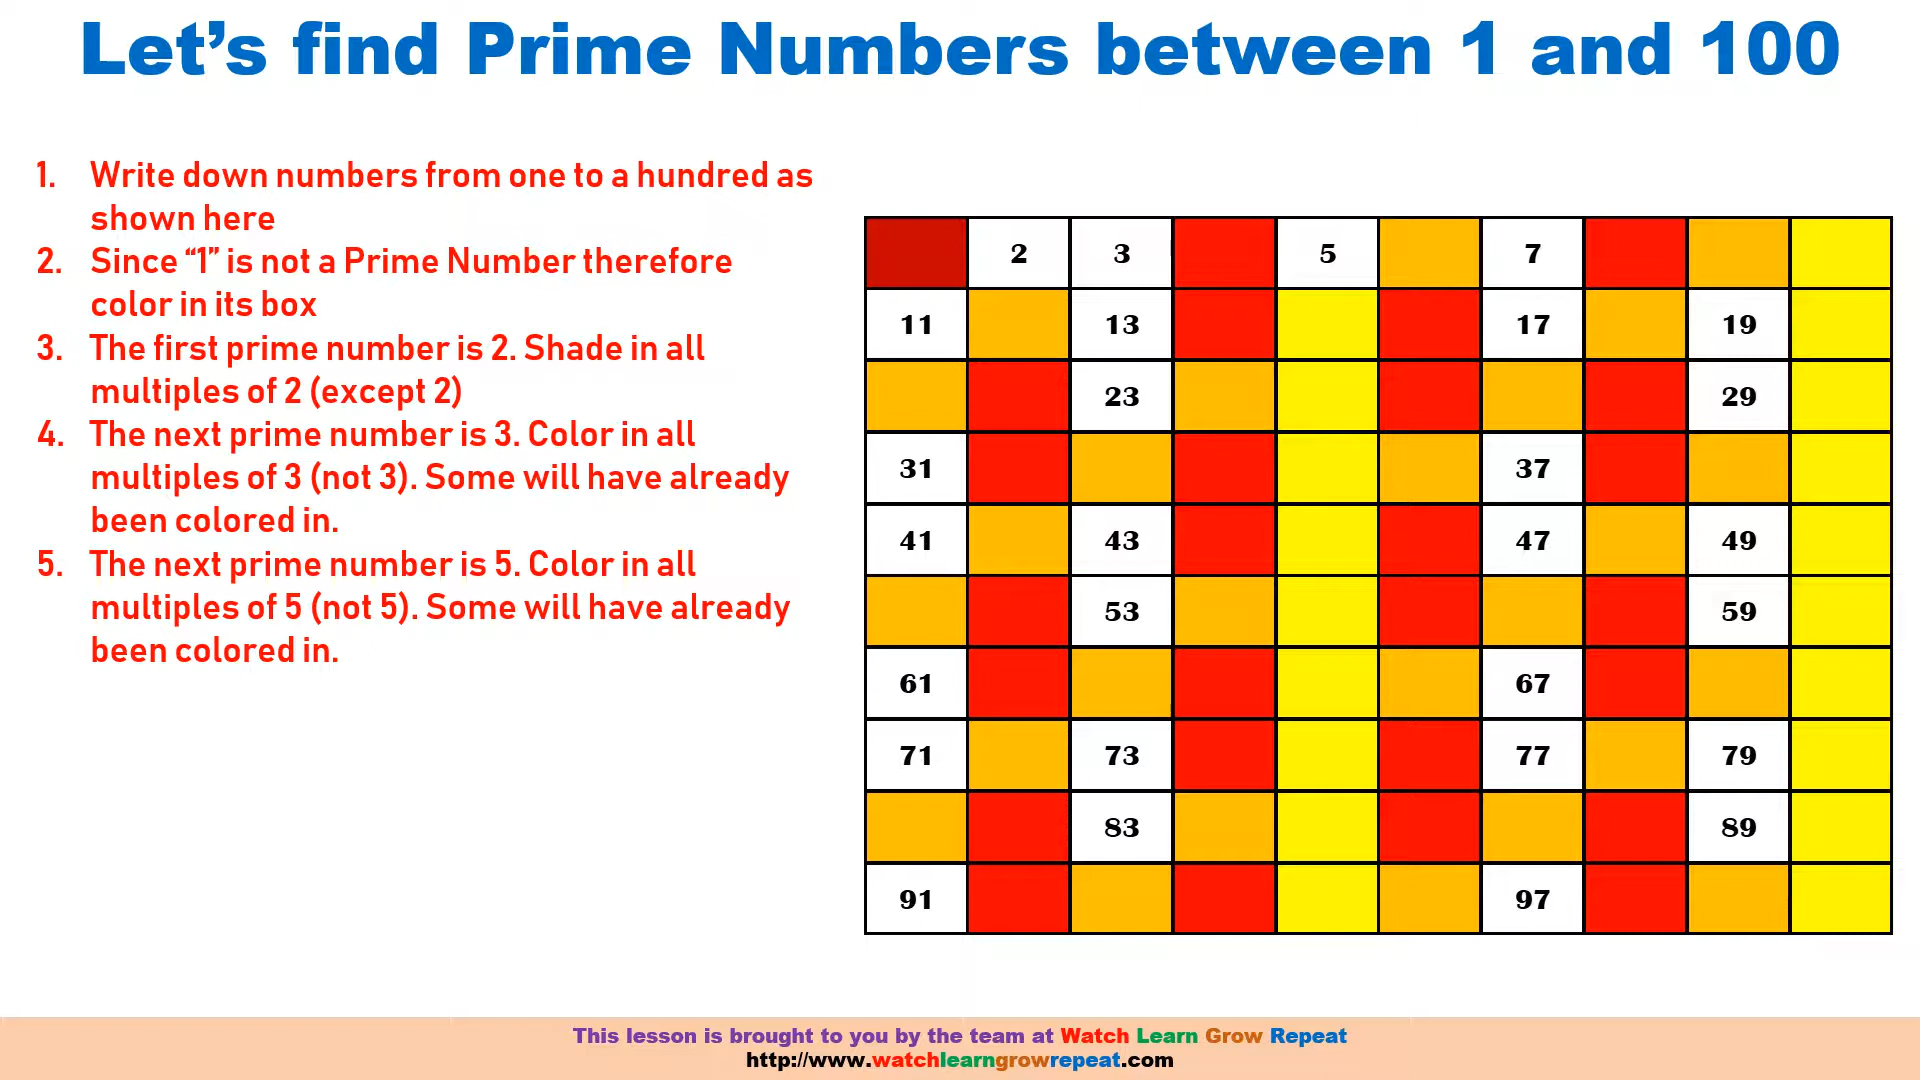 Let’s find Prime Numbers between 1 and 100
1. Write down numbers from one to a hundred as
shown here
2. Since “1” is not a Prime Number therefore
color in its box
3. The first prime number is 2. Shade in all
multiples of 2 (except 2)
4. The next prime number is 3. Color in all
multiples of 3 (not 3). Some will have already
been colored in.
5. The next prime number is 5. Color in all
multiples of 5 (not 5). Some will have already
been colored in.
2 3 5 7
11 13 17 19
23 29
31 37
41 43 47 49
53 59
61 67
71 73 77 79
83 89
91 97
This lesson is brought to you by the team at Watch Learn Grow Repeat
http://www.watchlearngrowrepeat.com